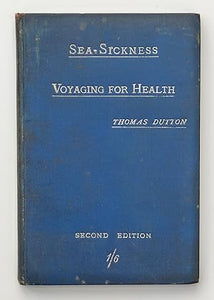 SEA-SICKNESS
VOYAGING FOR HEALTH
THOMAS DUTTON
SECOND EDITION
1/6